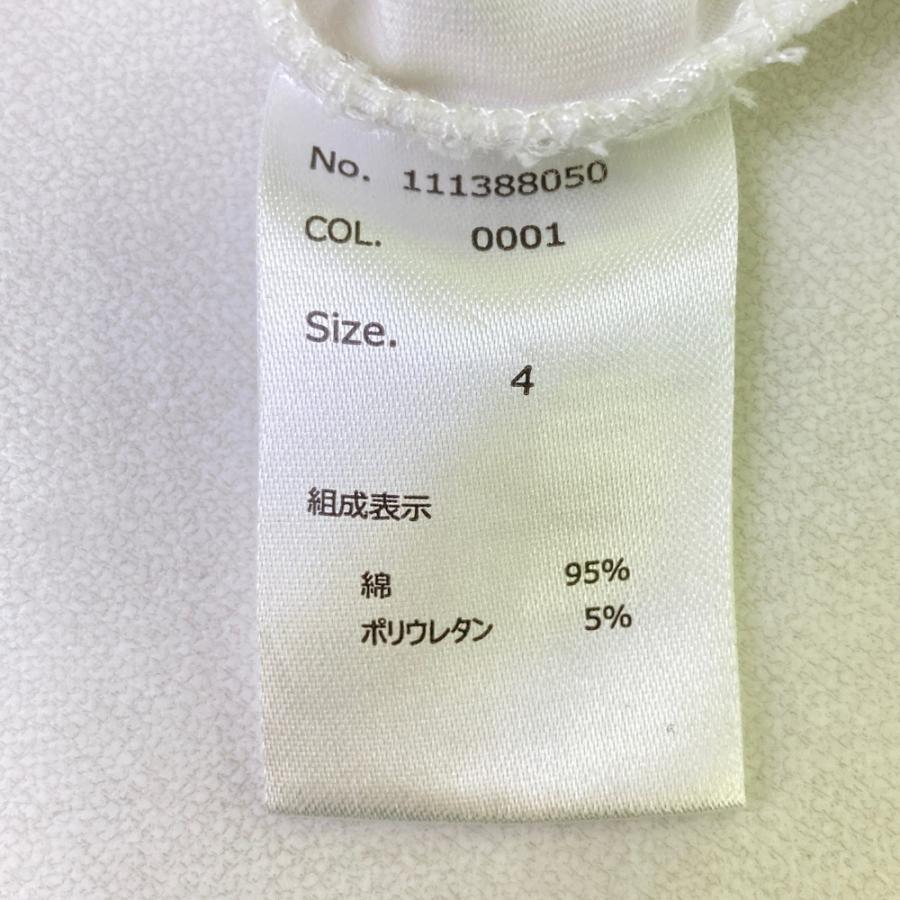 No. 111388050
COL. 0001
Size.
4
組成表示
綿 95%
ポリウレタン 5%